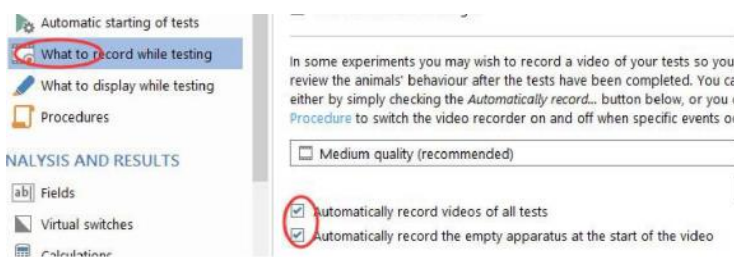 Automatic starting of tests
What to record while testing
What to display while testing
Procedures
NALYSIS AND RESULTS
ab Fields
Virtual switches
Calculations
In some experiments you may wish to record a video of your tests so you
review the animals' behaviour after the tests have been completed. You ca
either by simply checking the Automatically record... button below, or you
Procedure to switch the video recorder on and off when specific events o
Medium quality (recommended)
Automatically record videos of all tests
Automatically record the empty apparatus at the start of the video